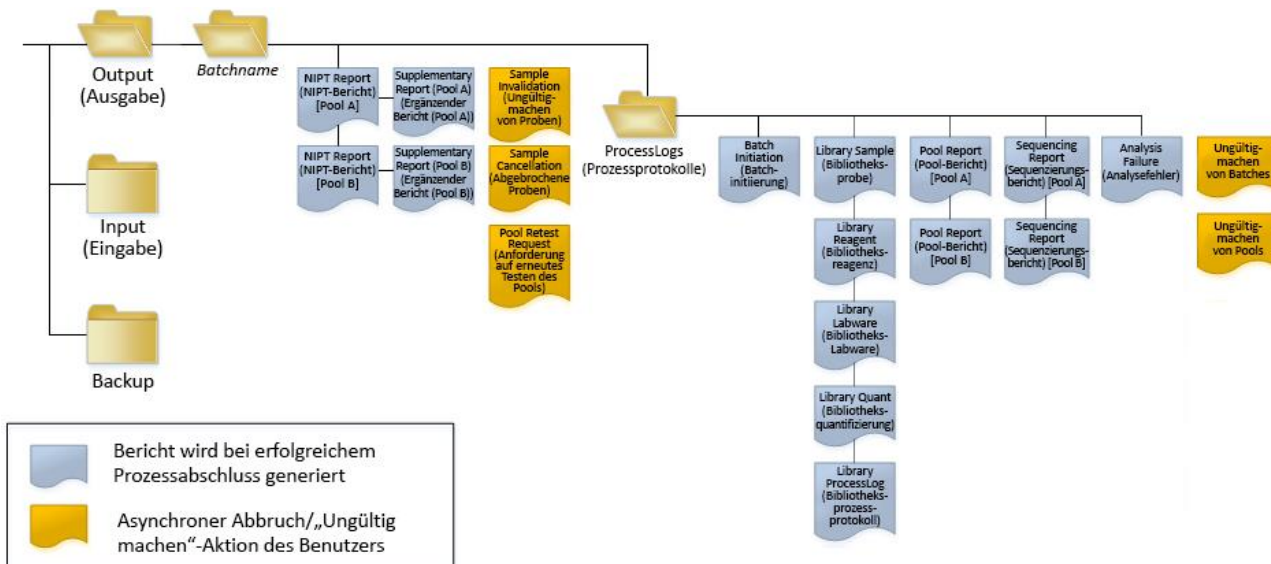 Output
(Ausgabe)
Batchname
NIPT Report
(NIPT-Bericht)
[Pool A]
Supplementary
Report (Pool A)
(Ergänzender
Bericht (Pool A))
Sample
Invalidation
(Ungültig-
machen
von Proben)
NIPT Report
(NIPT-Bericht)
[Pool B]
Supplementary
Report (Pool B)
(Ergänzender
Bericht (Pool B))
Sample
Cancellation
(Abgebrochene
Proben)
Pool Retest
Request
(Anforderung
auf erneutes
Testen des
Pools)
ProcessLogs
(Prozessprotokolle)
Batch
Initiation
(Batch-
initiierung)
Library Sample
(Bibliotheks-
probe)
Library
Reagent
(Bibliotheks-
reagenz)
Library
Labware
(Bibliotheks-
Labware)
Library Quant
(Bibliotheks-
quantifizierung)
Library
ProcessLog
(Bibliotheks-
prozess-
protokoll)
Pool Report
(Pool-Bericht)
[Pool A]
Pool Report
(Pool-Bericht)
[Pool B]
Sequencing
Report
(Sequenzierungs-
bericht) [Pool A]
Sequencing
Report
(Sequenzierungs-
bericht) [Pool B]
Analysis
Failure
(Analysefehler)
Ungültig-
machen
von Batches
Ungültig-
machen
von Pools
Input
(Eingabe)
Backup
Bericht wird bei erfolgreichem
Prozessabschluss generiert
Asynchroner Abbruch/„Ungültig
machen“-Aktion des Benutzers